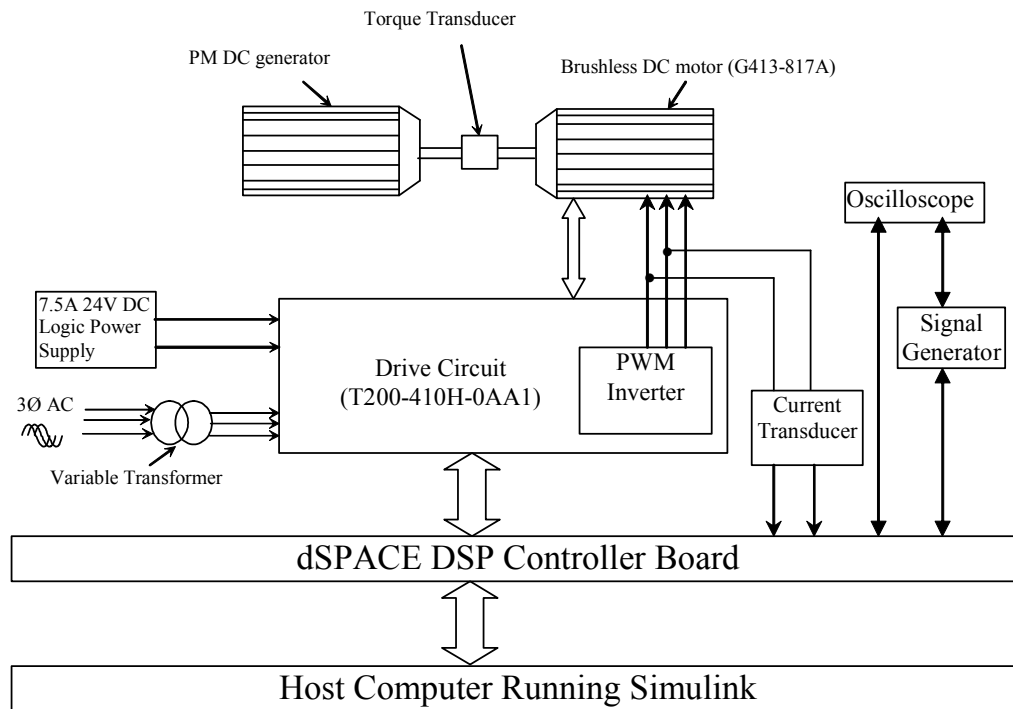 Torque Transducer
PM DC generator
Brushless DC motor (G413-817A)
Oscilloscope
7.5A 24V DC
Logic Power
Supply
Signal
Generator
Drive Circuit
(T200-410H-0AA1)
PWM
Inverter
3Ø AC
Current
Transducer
Variable Transformer
dSPACE DSP Controller Board
Host Computer Running Simulink